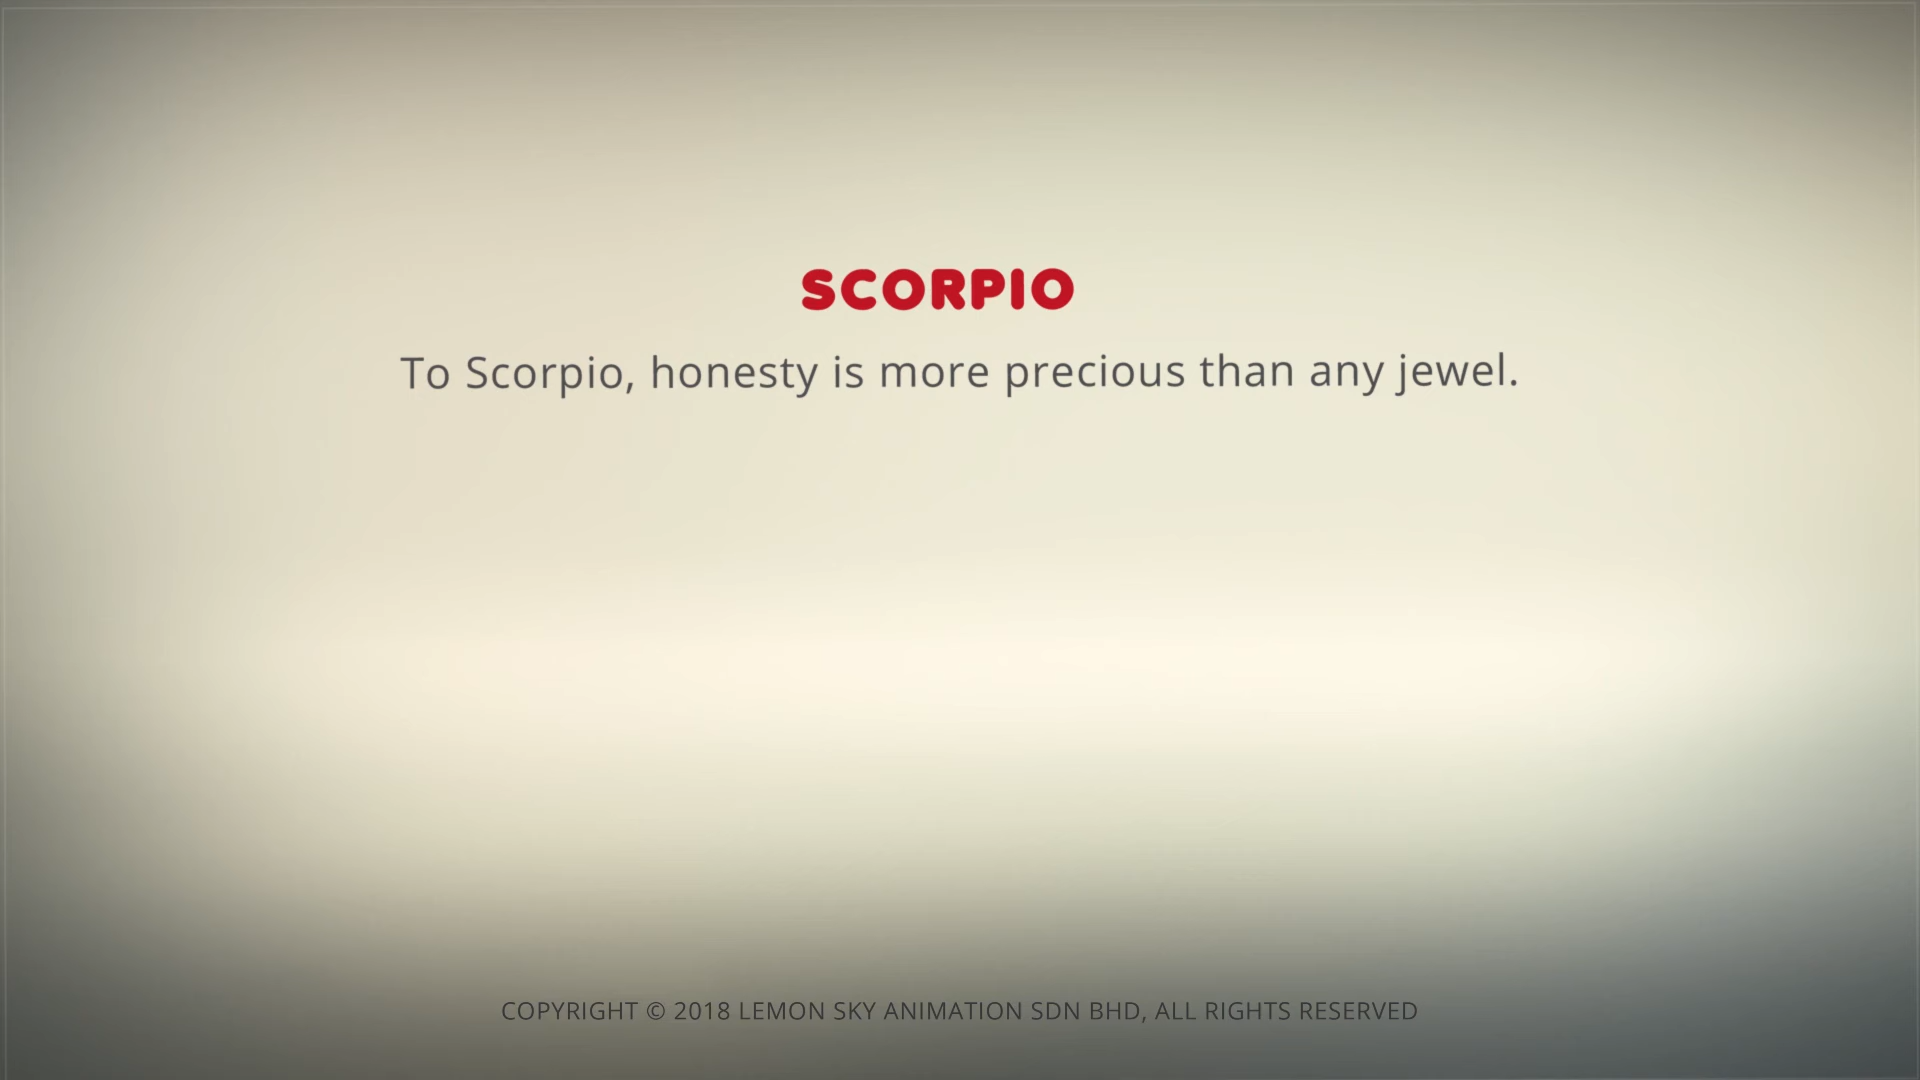 SCORPIO
To Scorpio, honesty is more precious than any jewel.
COPYRIGHT © 2018 LEMON SKY ANIMATION SDN BHD, ALL RIGHTS RESERVED